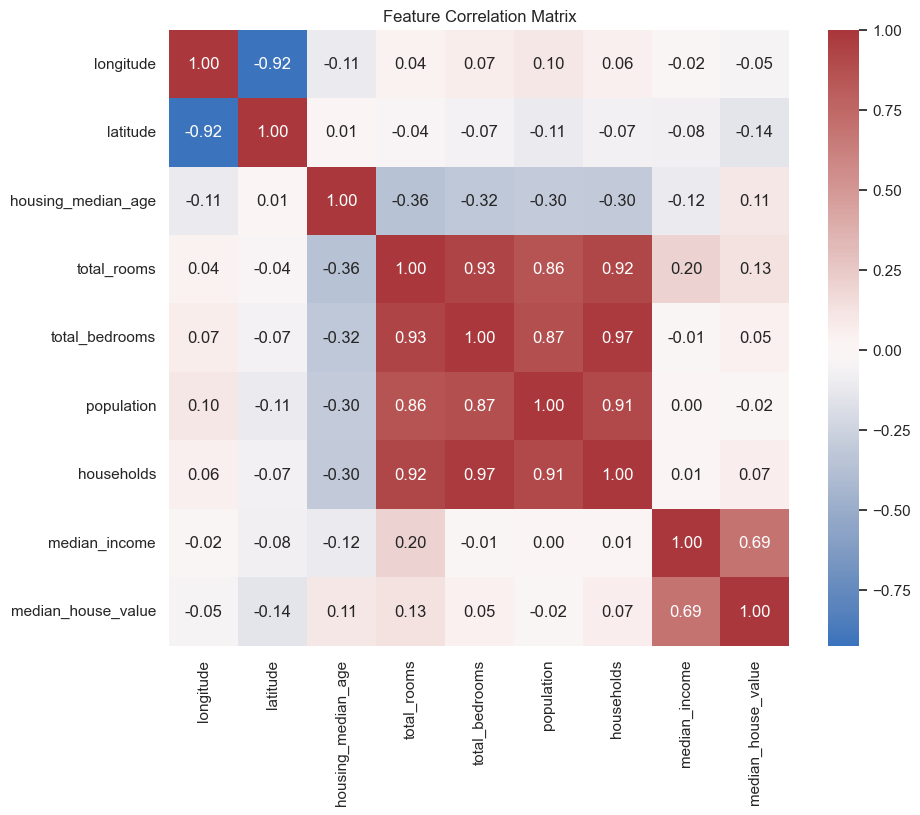 Feature Correlation Matrix
longitude 1.00 -0.92 -0.11 0.04 0.07 0.10 0.06 -0.02 -0.05
latitude -0.92 1.00 0.01 -0.04 -0.07 -0.11 -0.07 -0.08 -0.14
housing_median_age -0.11 0.01 1.00 -0.36 -0.32 -0.30 -0.30 -0.12 0.11
total_rooms 0.04 -0.04 -0.36 1.00 0.93 0.86 0.92 0.20 0.13
total_bedrooms 0.07 -0.07 -0.32 0.93 1.00 0.87 0.97 -0.01 0.05
population 0.10 -0.11 -0.30 0.86 0.87 1.00 0.91 0.00 -0.02
households 0.06 -0.07 -0.30 0.92 0.97 0.91 1.00 0.01 0.07
median_income -0.02 -0.08 -0.12 0.20 -0.01 0.00 0.01 1.00 0.69
median_house_value -0.05 -0.14 0.11 0.13 0.05 -0.02 0.07 0.69 1.00
longitude
latitude
housing_median_age
total_rooms
total_bedrooms
population
households
median_income
median_house_value
1.00
0.75
0.50
0.25
0.00
-0.25
-0.50
-0.75